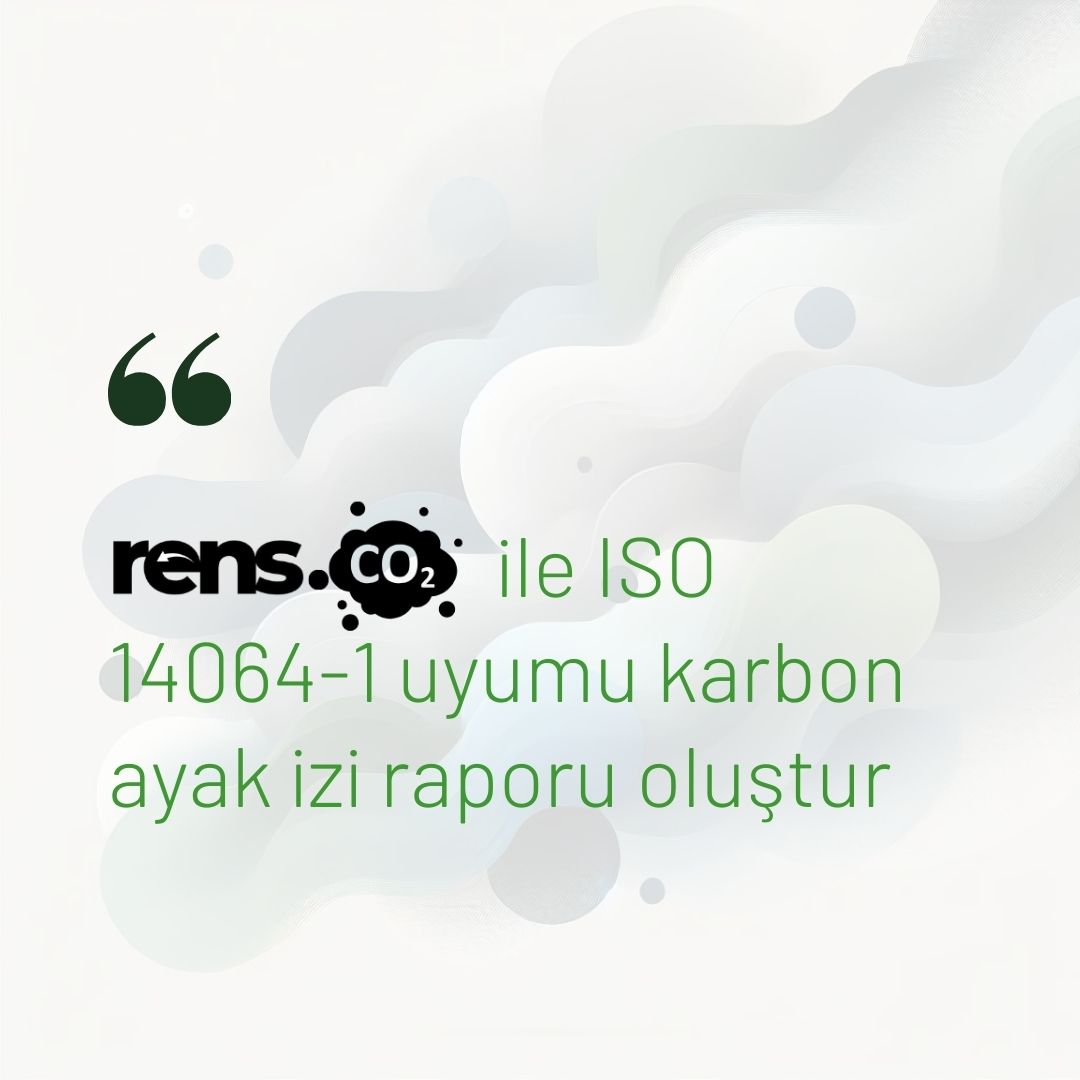 “
rens.CO₂ ile ISO
14064-1 uyumu karbon
ayak izi raporu oluştur